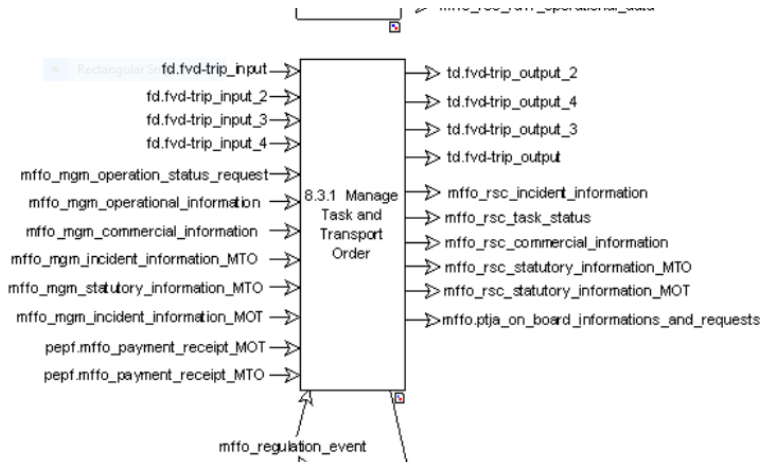 Rectangular Sn
fd.fvd-trip_input
fd.fvd-trip_input_2
fd.fvd-trip_input_3
fd.fvd-trip_input_4
mffo_mgm_operation_status_request
mffo_mgm_operational_information
mffo_mgm_commercial_information
mffo_mgm_incident_information_MTO
mffo_mgm_statutory_information_MTO
mffo_mgm_incident_information_MOT
pepf.mffo_payment_receipt_MOT
pepf.mffo_payment_receipt_MTO
8.3.1 Manage
Task and
Transport
Order
td.fvd-trip_output_2
td.fvd-trip_output_4
td.fvd-trip_output_3
td.fvd-trip_output
mffo_rsc_incident_information
mffo_rsc_task_status
mffo_rsc_commercial_information
mffo_rsc_statutory_information_MTO
mffo_rsc_statutory_information_MOT
mffo.ptja_on_board_informations_and_requests
mffo_regulation_event